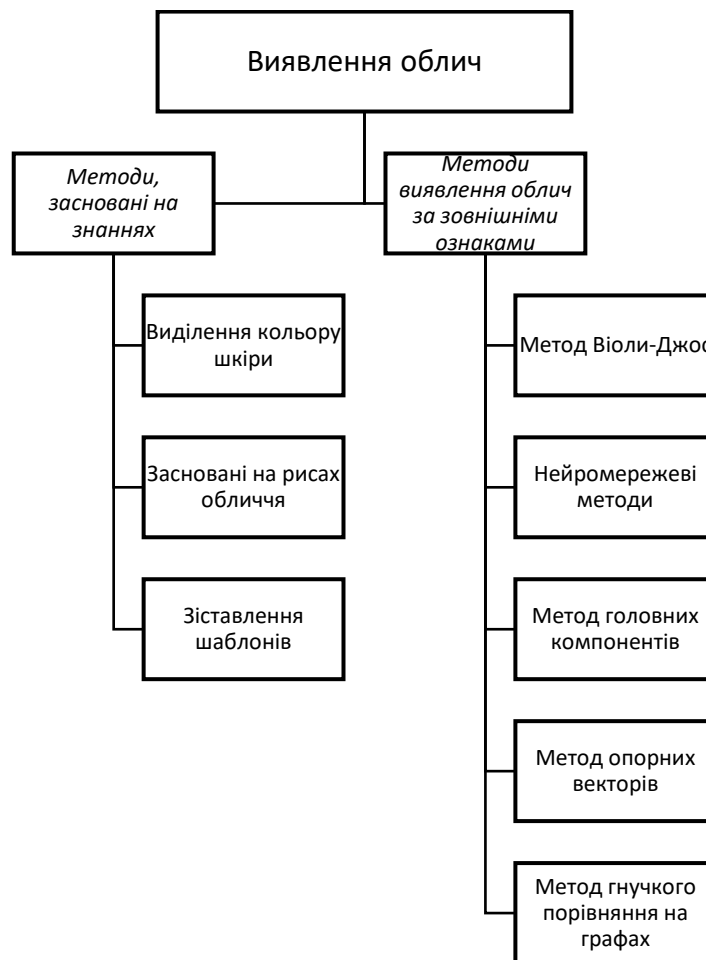 Виявлення облич
Методи,
засновані на
знаннях
Методи
виявлення облич
за зовнішніми
ознаками
Виділення кольору
шкіри
Засновані на рисах
обличчя
Зіставлення
шаблонів
Метод Віоли-Джос
Нейромережеві
методи
Метод головних
компонентів
Метод опорних
векторів
Метод гнучкого
порівняння на
графах